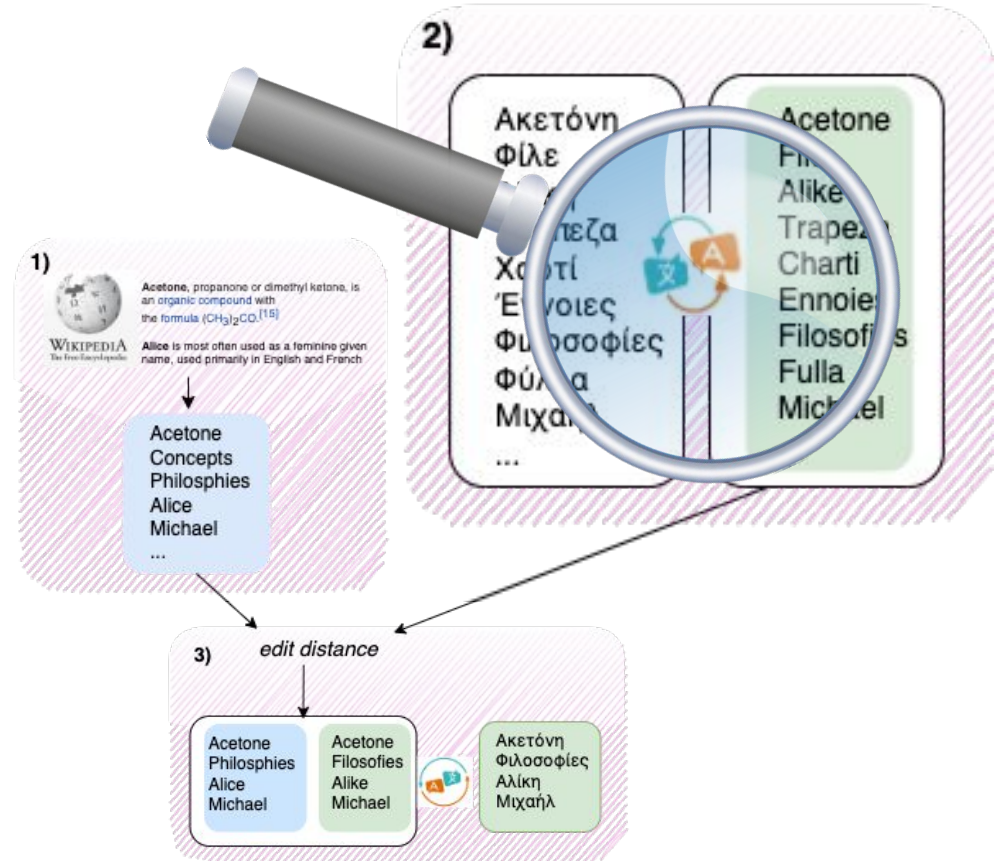 1)
WIKIPEDIA
The Free Encyclopedia
Acetone, propanone or dimethyl ketone, is
an organic compound with
the formula (CH3)2CO.[15]
Alice is most often used as a feminine given
name, used primarily in English and French
Acetone
Concepts
Philosphies
Alice
Michael
...
2)
Ακετόνη
Φίλε
Χαρτί
Έννοιες
Φιλοσοφίες
Μιχαήλ
...
Acetone
Alike
Trapeza
Charti
Ennoies
Filosofies
Fulla
Michael
3)
edit distance
Acetone
Philosphies
Alice
Michael
Acetone
Filosofies
Alike
Michael
Ακετόνη
Φιλοσοφίες
Αλίκη
Μιχαήλ